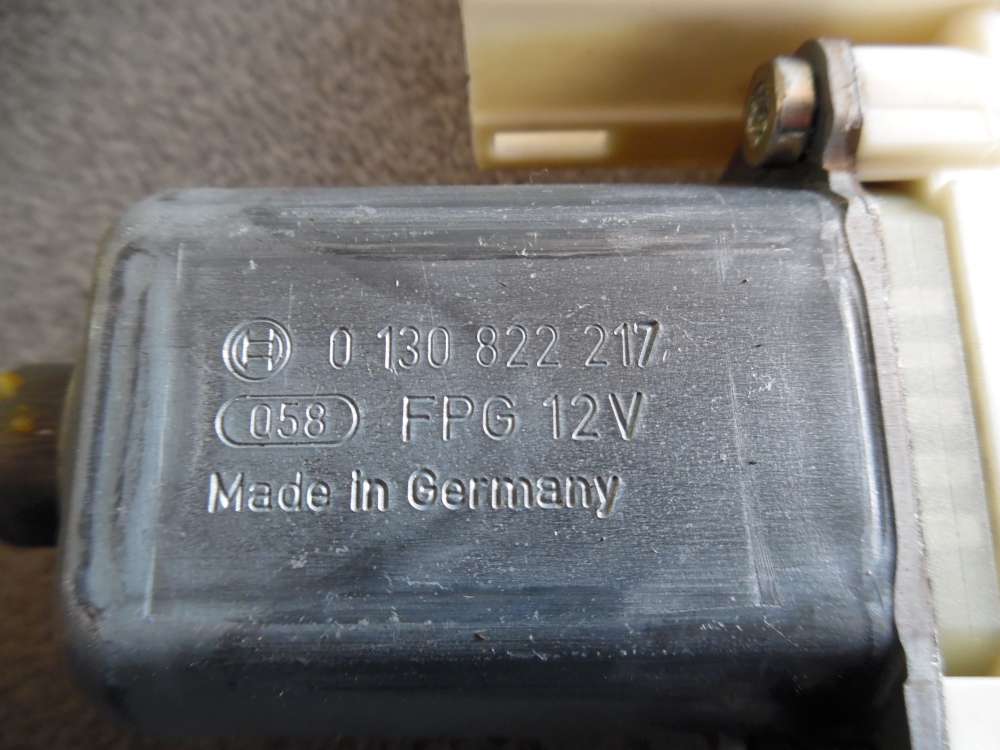 0 130 822 217
058 FPG 12V
Made in Germany